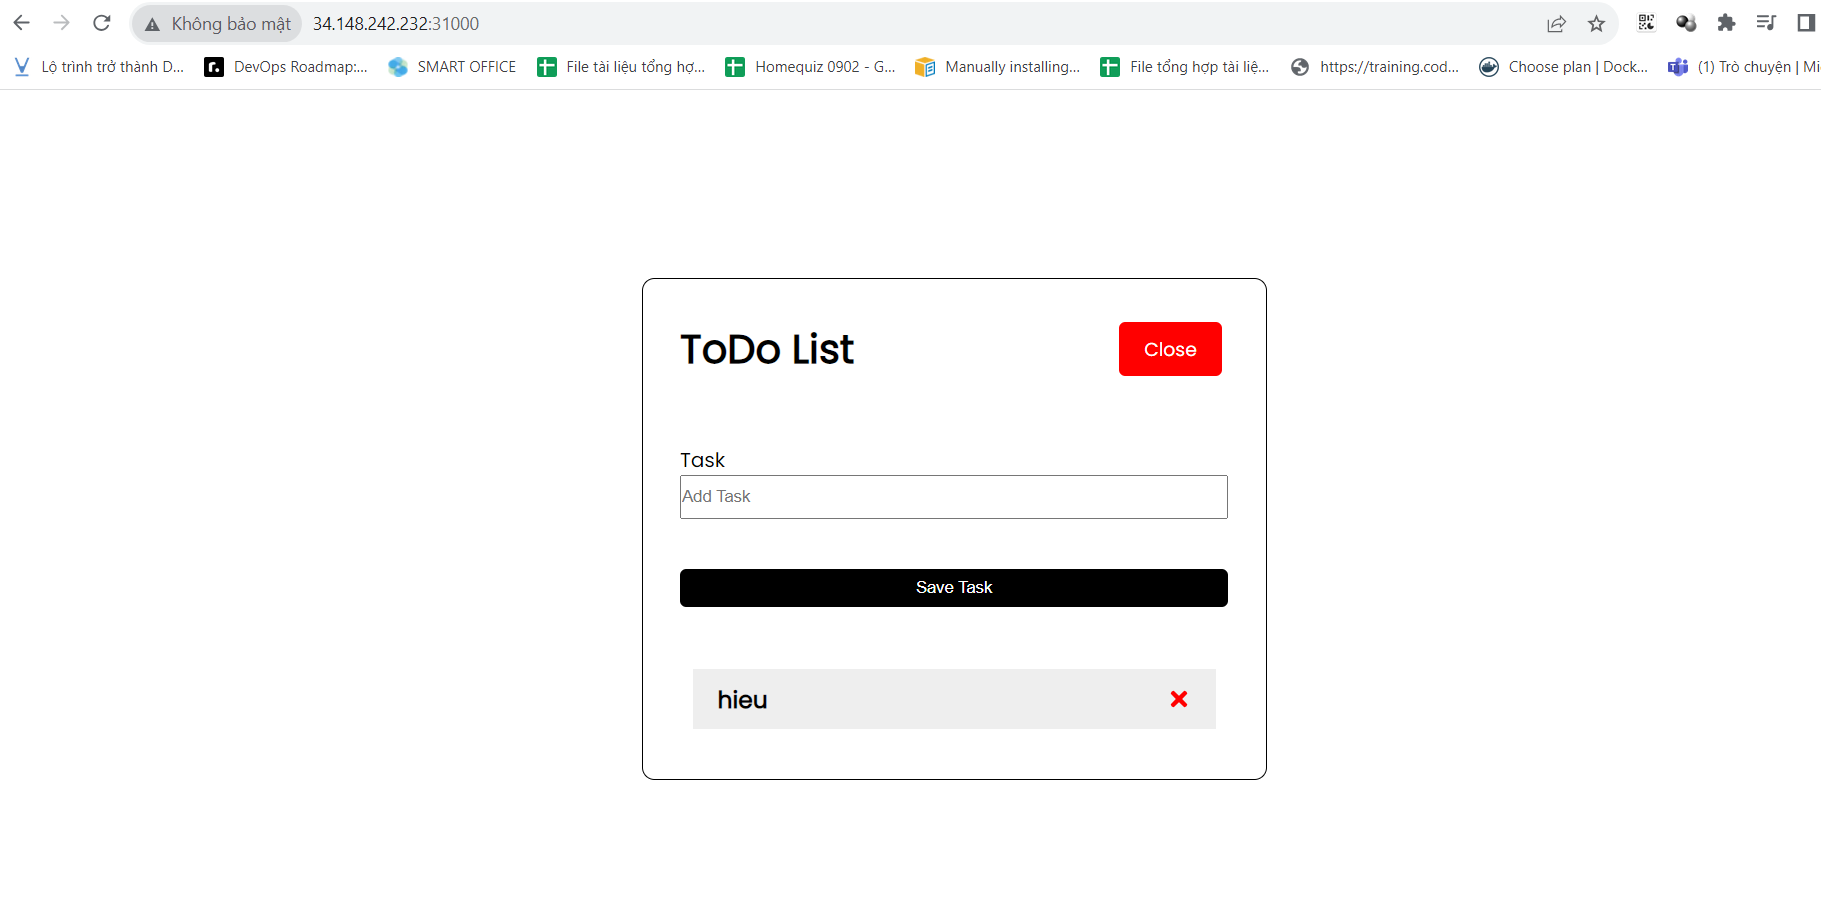 Không bảo mật 34.148.242.232:31000
Lộ trình trở thành D... DevOps Roadmap:... SMART OFFICE File tài liệu tổng hợ... Homequiz 0902 - G... Manually installing... File tổng hợp tài liệ... https://training.cod... Choose plan | Dock... (1) Trò chuyện | Mi
ToDo List
Close
Task
Add Task
Save Task
hieu